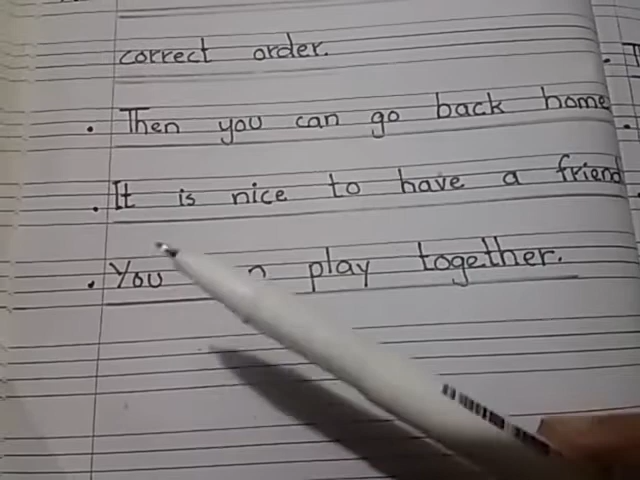 correct order.
. Then you can go back home
. It is nice to have a friend
. You play together.